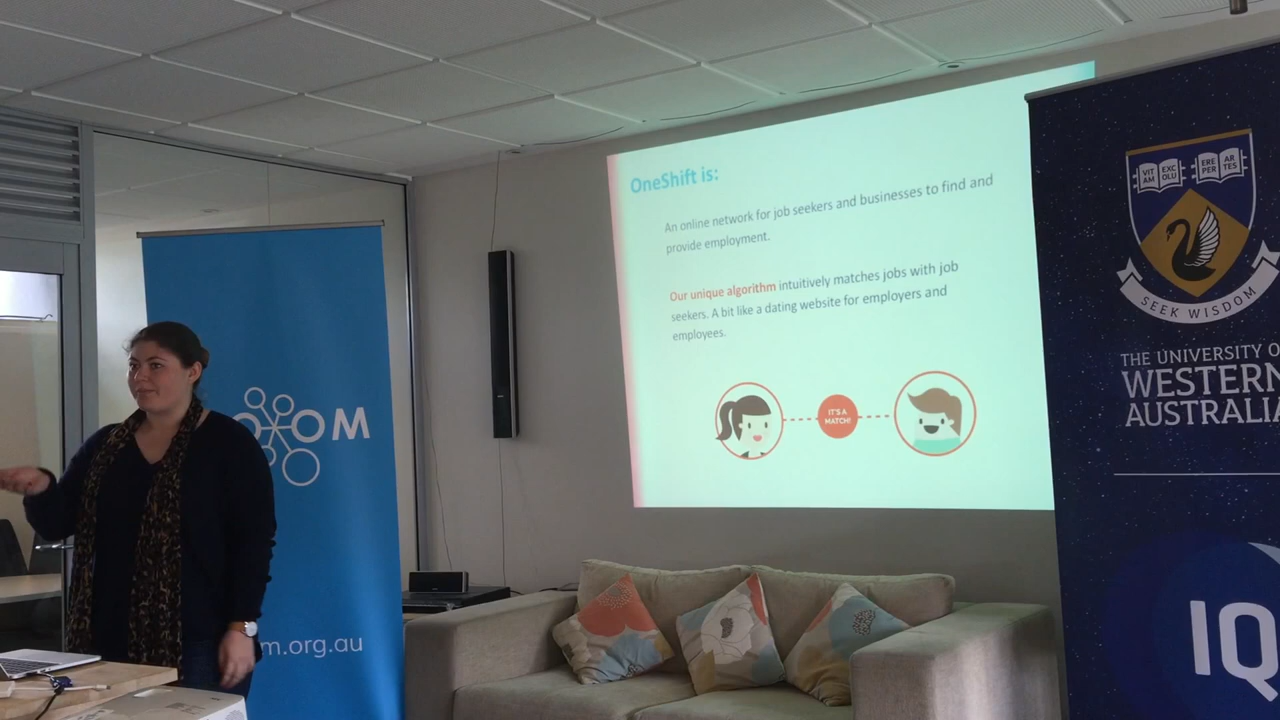 OneShift is:
An online network for job seekers and businesses to find and
provide employment.
Our unique algorithm intuitively matches jobs with job
seekers. A bit like a dating website for employers and
employees.
IT'S A
MATCH!
OOM
m.org.au
VIT EXC ERE AR
AM OLU PER TES
SEEK WISDOM
THE UNIVERSITY O
WESTERN
AUSTRALIA
IQ